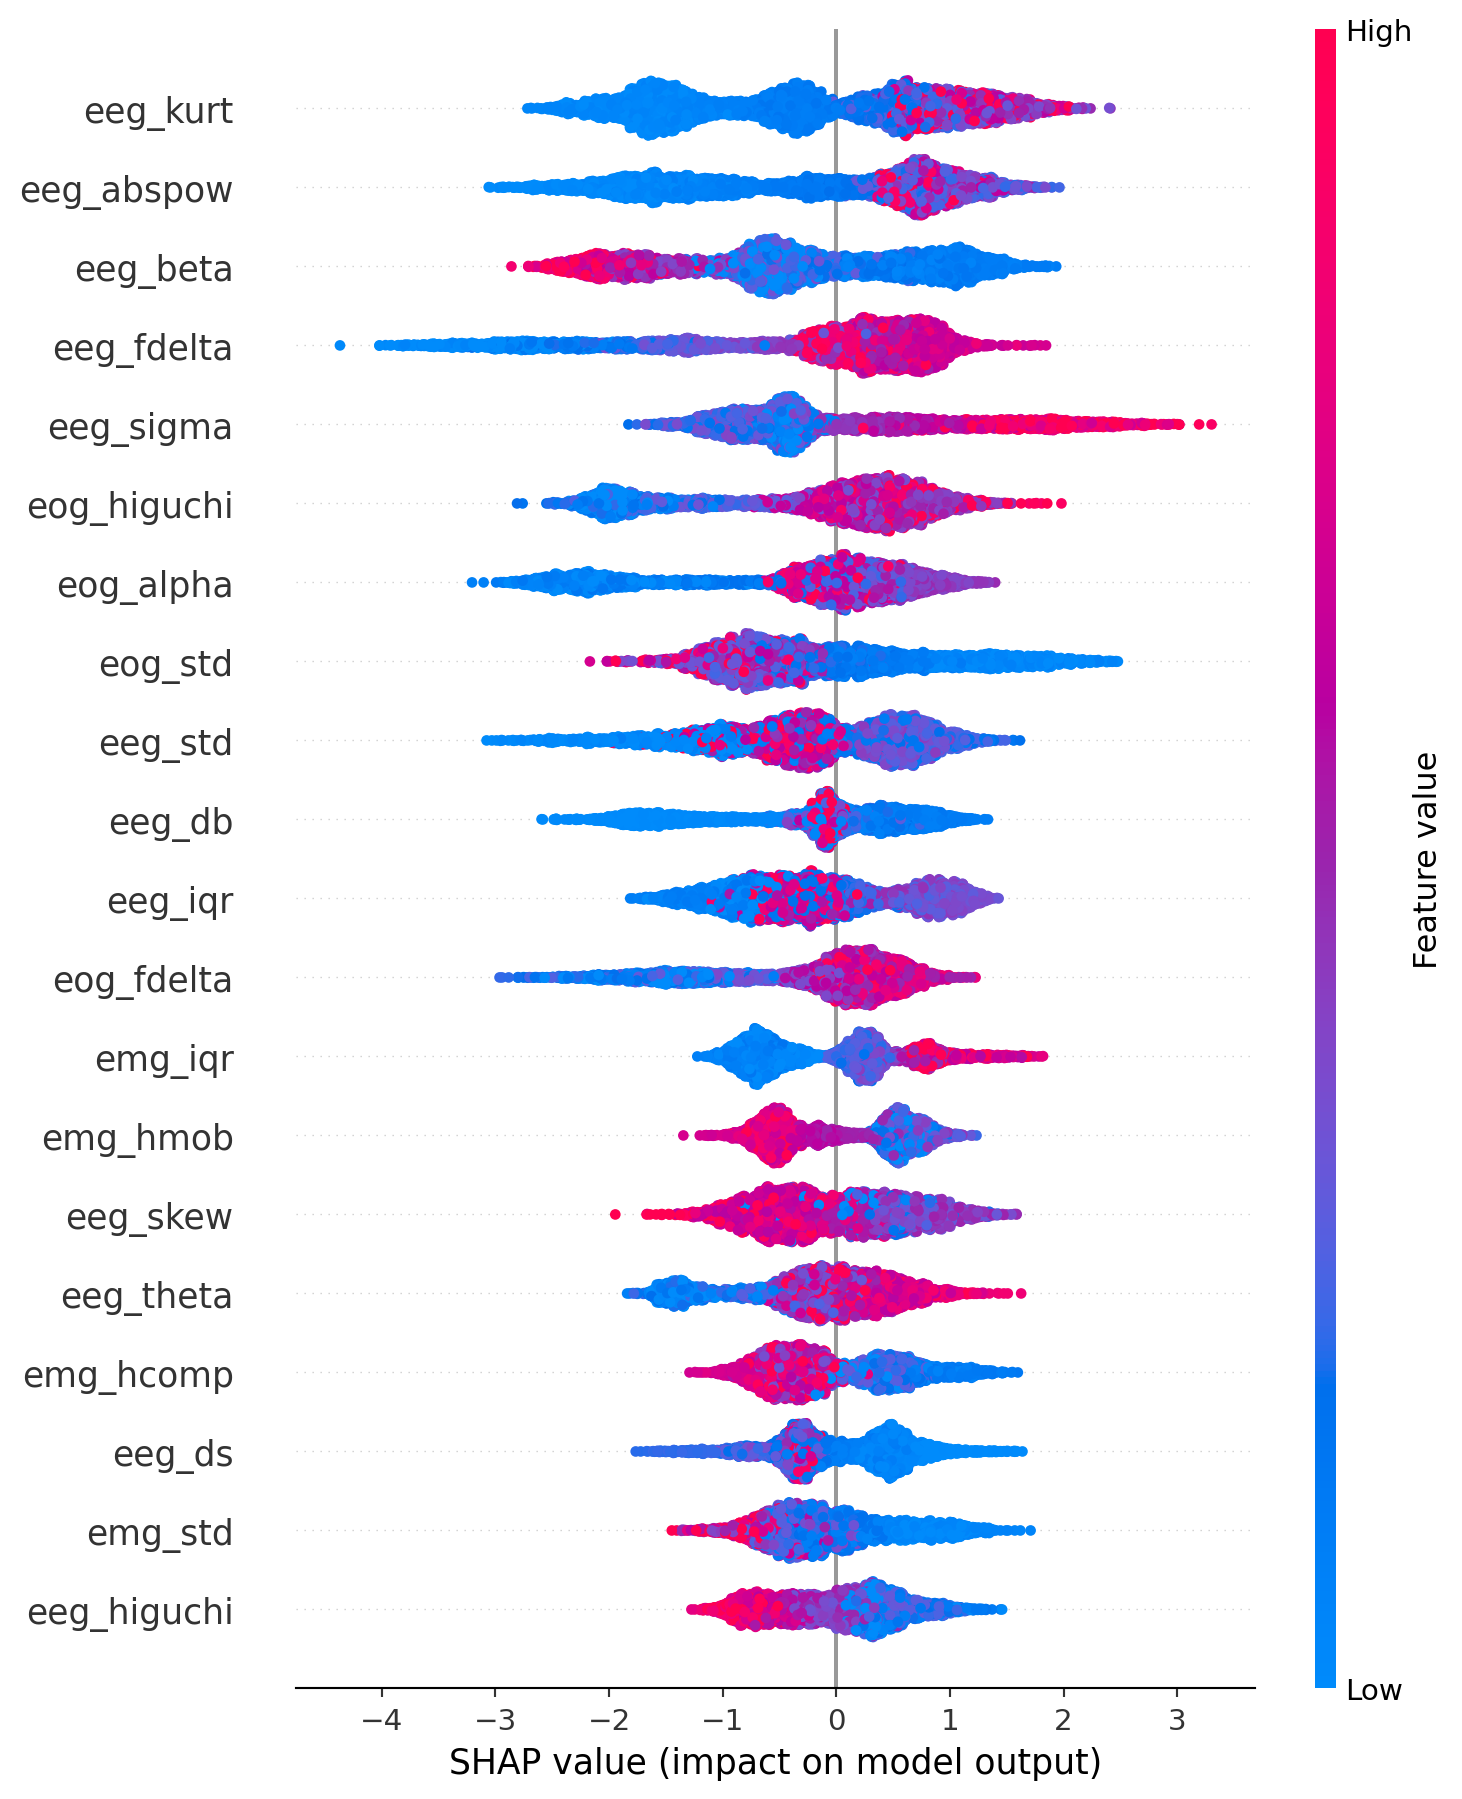 High
eeg_kurt
eeg_abspow
eeg_beta
eeg_fdelta
eeg_sigma
eog_higuchi
eog_alpha
eog_std
eeg_std
eeg_db
eeg_iqr
eog_fdelta
emg_iqr
emg_hmob
eeg_skew
eeg_theta
emg_hcomp
eeg_ds
emg_std
eeg_higuchi
Feature value
Low
−4 −3 −2 −1 0 1 2 3
SHAP value (impact on model output)